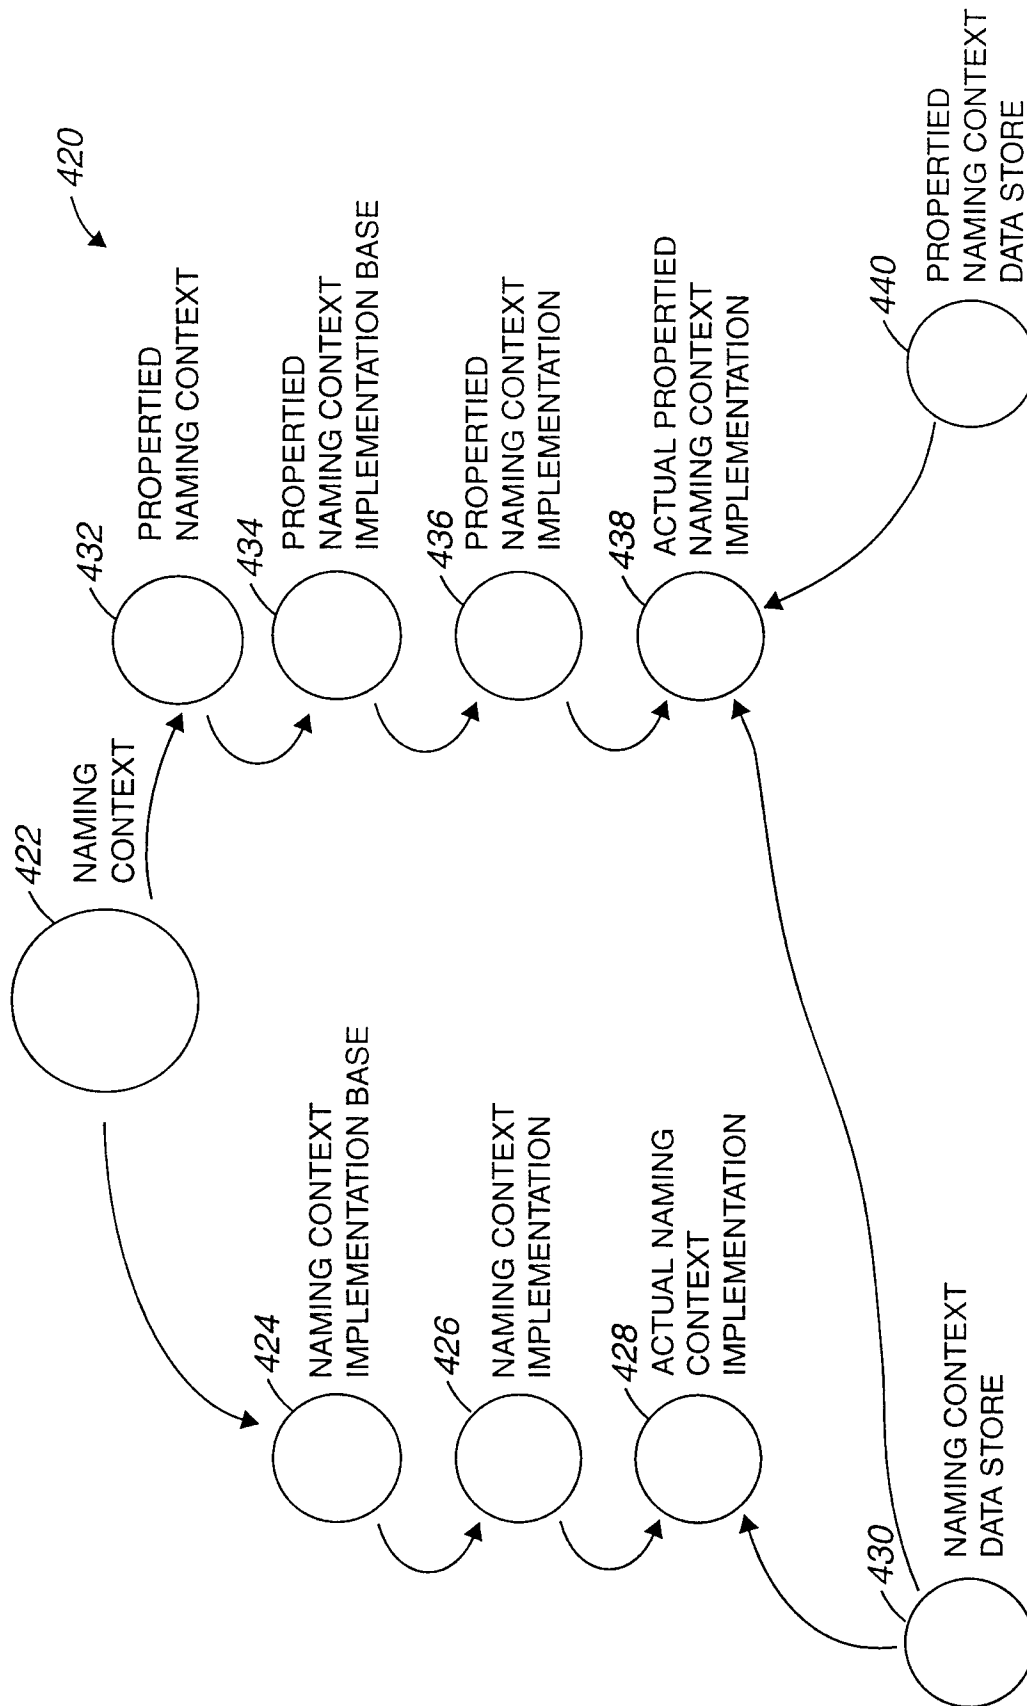 420
422
NAMING
CONTEXT
432
PROPERTIED
NAMING CONTEXT
424
NAMING CONTEXT
IMPLEMENTATION BASE
434
PROPERTIED
NAMING CONTEXT
IMPLEMENTATION BASE
426
NAMING CONTEXT
IMPLEMENTATION
436
PROPERTIED
NAMING CONTEXT
IMPLEMENTATION
428
ACTUAL NAMING
CONTEXT
IMPLEMENTATION
438
ACTUAL PROPERTIED
NAMING CONTEXT
IMPLEMENTATION
430
NAMING CONTEXT
DATA STORE
440
PROPERTIED
NAMING CONTEXT
DATA STORE